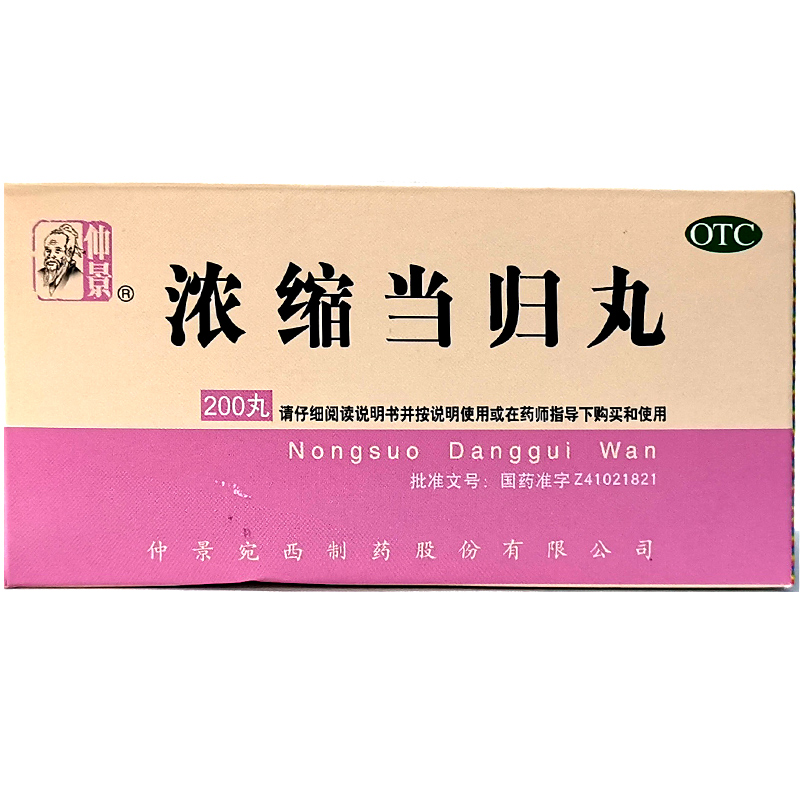 仲景
®
OTC
浓缩当归丸
200丸 请仔细阅读说明书并按说明使用或在药师指导下购买和使用
Nongsuo Danggui Wan
批准文号：国药准字Z41021821
仲景宛西制药股份有限公司